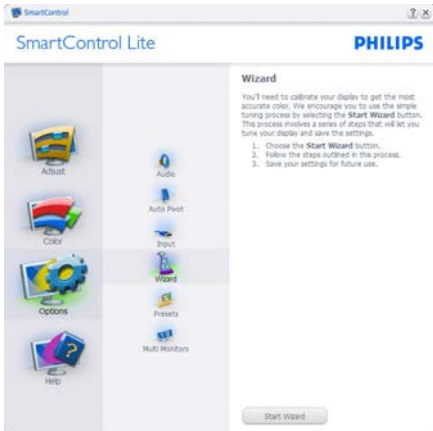 SmartControl
SmartControl Lite
PHILIPS
Adjust
Color
Options
Help
Audio
Auto Pivot
Input
Wizard
Presets
Multi Monitors
Wizard
You'll need to calibrate your display to get the most
accurate color. We encourage you to use the simple
tuning process by selecting the Start Wizard button.
This process involves a series of steps that will let you
tune your display and save the settings.
1. Choose the Start Wizard button.
2. Follow the steps outlined in this process.
3. Save your settings for future use.
Start Wizard